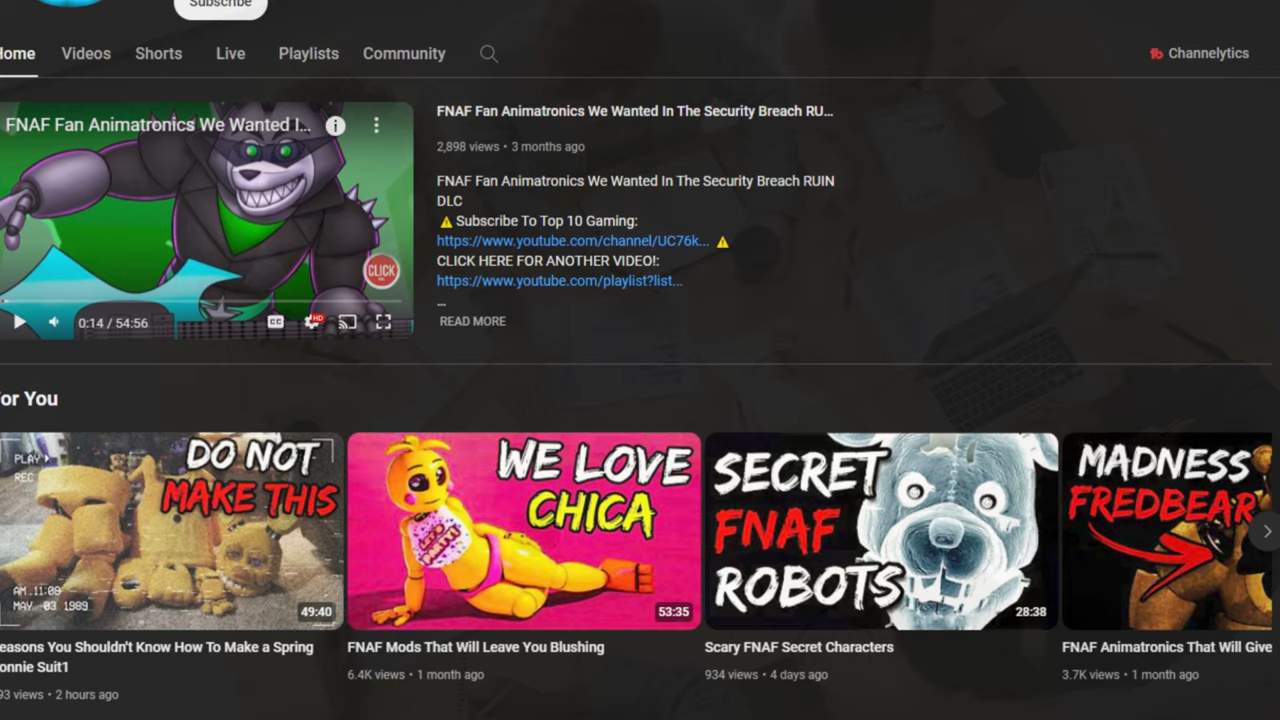 Subscribe
Home
Videos
Shorts
Live
Playlists
Community
Channelytics
FNAF Fan Animatronics We Wanted I...
CLICK
0:14 / 54:56
CC
HD
FNAF Fan Animatronics We Wanted In The Security Breach RU...
2,898 views • 3 months ago
FNAF Fan Animatronics We Wanted In The Security Breach RUIN
DLC
⚠ Subscribe To Top 10 Gaming:
https://www.youtube.com/channel/UC76k... ⚠
CLICK HERE FOR ANOTHER VIDEO!:
https://www.youtube.com/playlist?list...
...
READ MORE
or You
PLAY
REC
DO NOT
MAKE THIS
AM.11:08
MAY 03 1989
49:40
easons You Shouldn't Know How To Make a Spring
onnie Suit1
93 views • 2 hours ago
WE LOVE
CHICA
53:35
FNAF Mods That Will Leave You Blushing
6.4K views • 1 month ago
SECRET
FNAF
ROBOTS
28:38
Scary FNAF Secret Characters
934 views • 4 days ago
MADNESS
FREDBEAR
FNAF Animatronics That Will Give
3.7K views • 1 month ago